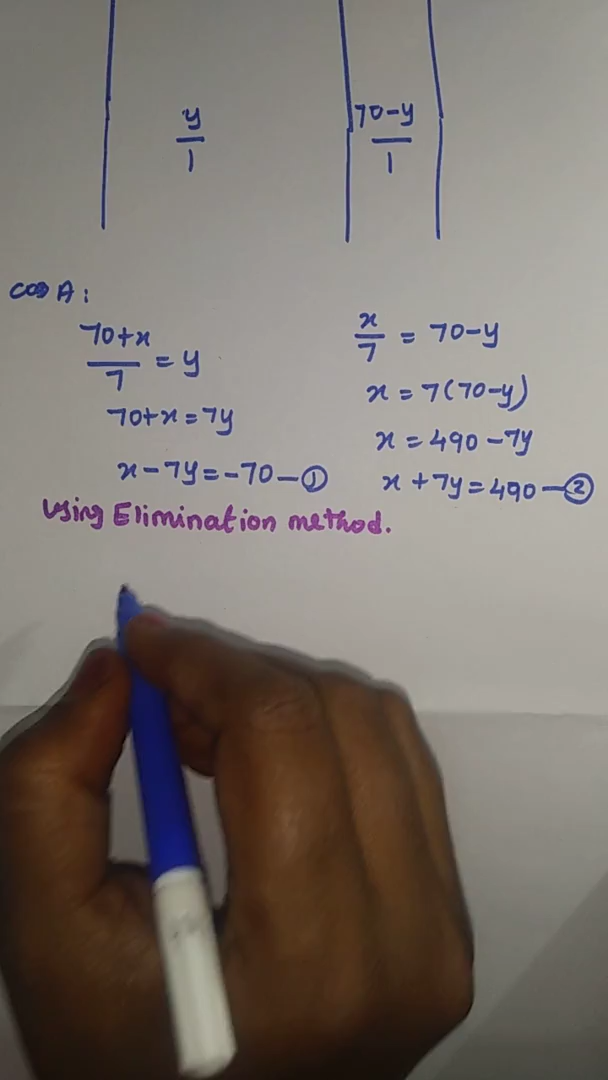 y/1 70-y/1
cos A:
70+x/7 = y x/7 = 70-y
70+x=7y x = 7(70-y)
x = 490-7y
x-7y=-70-① x+7y=490-②
Using Elimination method.